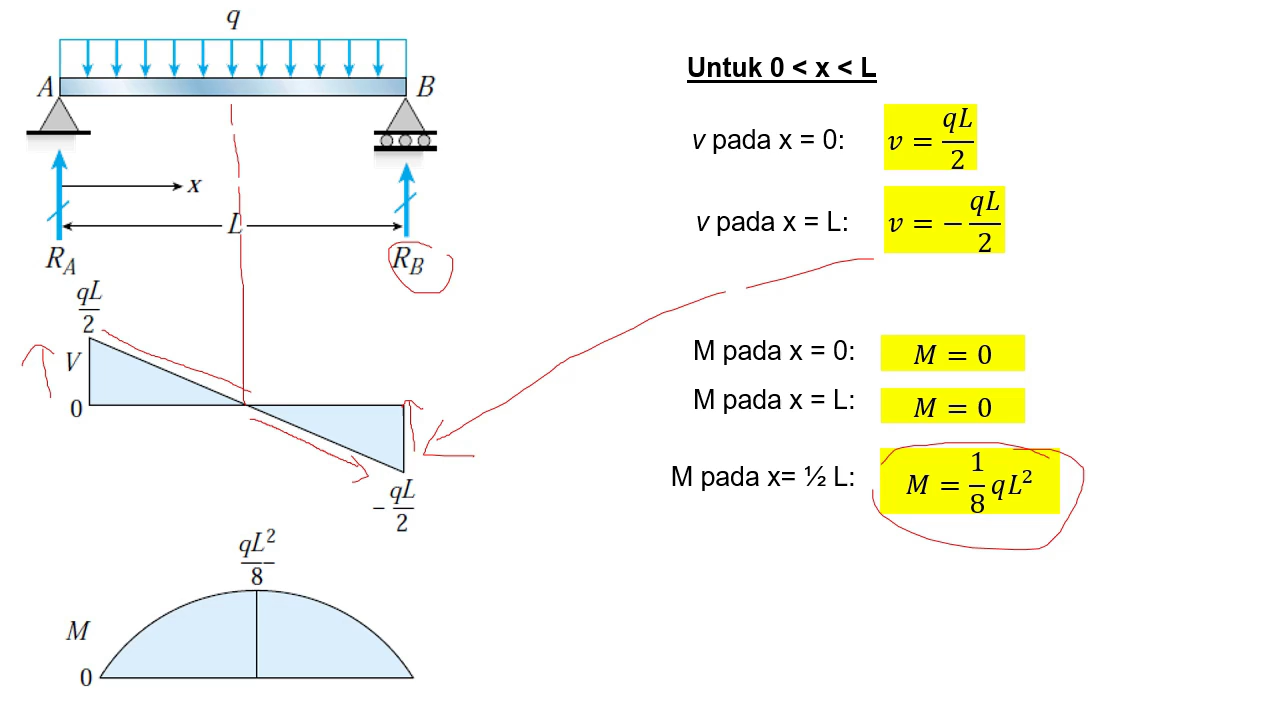 q
A
B
x
L
R_A
R_B
qL/2
V
0
-qL/2
qL²/8
M
0
Untuk 0 < x < L
v pada x = 0: v = qL/2
v pada x = L: v = −qL/2
M pada x = 0: M = 0
M pada x = L: M = 0
M pada x= ½ L: M = 1/8 qL²